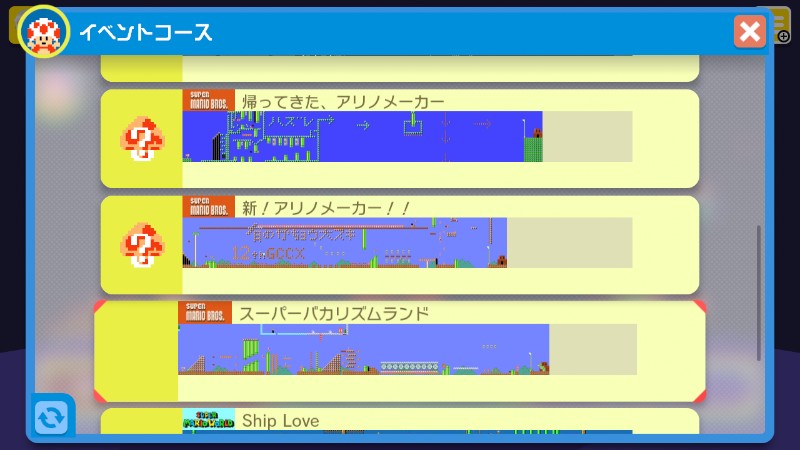 イベントコース
SUPER
MARIO BROS.
帰ってきた、アリノメーカー
ハズレ
SUPER
MARIO BROS.
新！アリノメーカー！！
GCCX
SUPER
MARIO BROS.
スーパーバカリズムランド
SUPER
MARIO WORLD
Ship Love